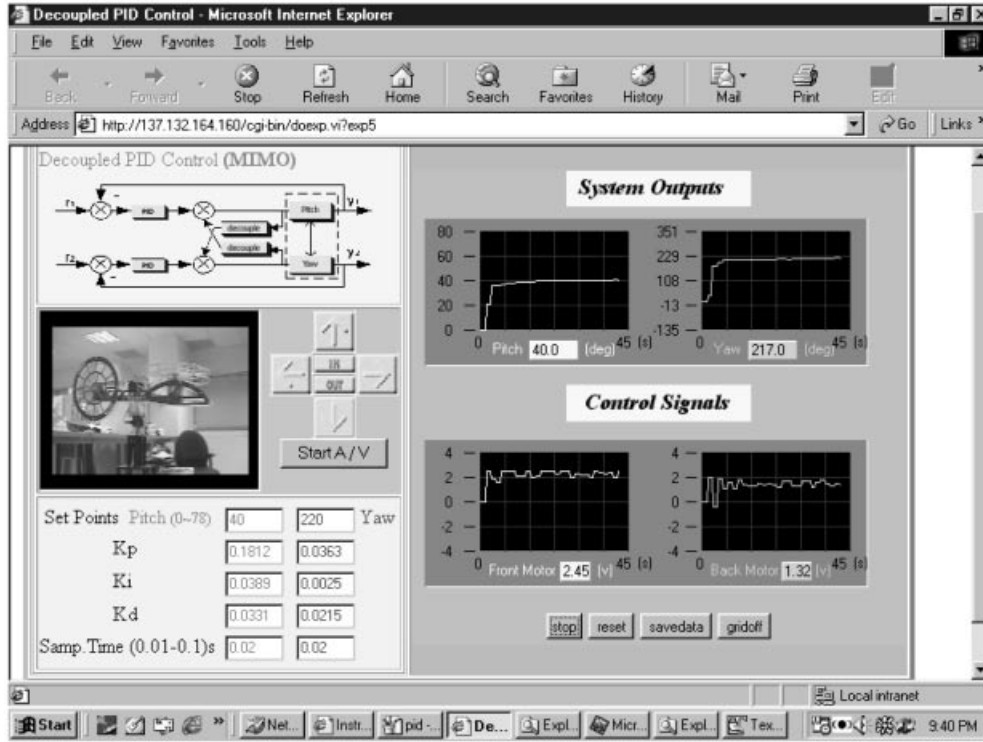 Decoupled PID Control - Microsoft Internet Explorer
File Edit View Favorites Tools Help
Back Forward Stop Refresh Home Search Favorites History Mail Print Edit
Address http://137.132.164.160/cgi-bin/doexp.vi?exp5 Go Links
Decoupled PID Control (MIMO)
r1 PID Pitch y1
decouple
decouple
r2 PID Yaw y2
IN
OUT
Start A / V
Set Points Pitch (0~78) 40 220 Yaw
Kp 0.1812 0.0363
Ki 0.0389 0.0025
Kd 0.0331 0.0215
Samp.Time (0.01-0.1)s 0.02 0.02
System Outputs
80
60
40
20
0
0 Pitch 40.0 (deg) 45 (s)
351
229
108
-13
-135
0 Yaw 217.0 (deg) 45 (s)
Control Signals
4
2
0
-2
-4
0 Front Motor 2.45 (v) 45 (s)
4
2
0
-2
-4
0 Back Motor 1.32 (v) 45 (s)
stop reset savedata gridoff
Local intranet
Start Net... Instr... pid -... De... Expl... Micr... Expl... Tex... 9:40 PM